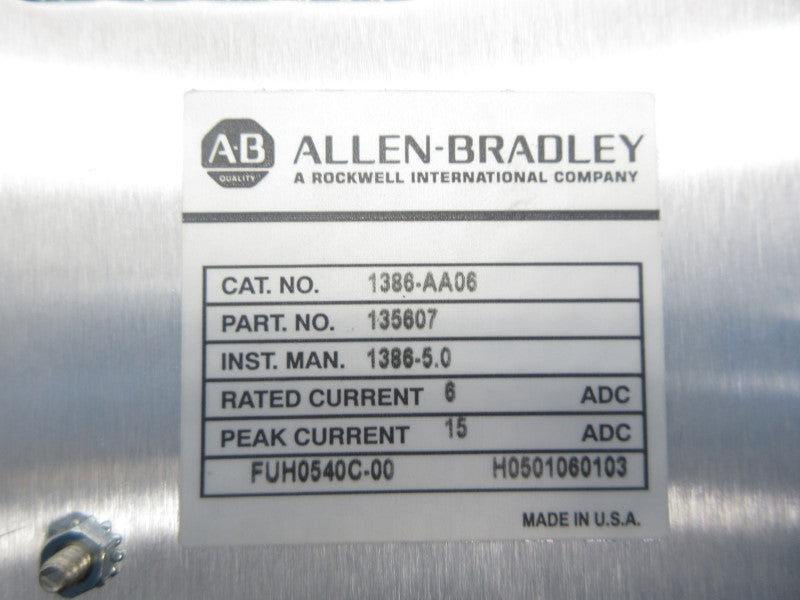 A·B
QUALITY
ALLEN-BRADLEY
A ROCKWELL INTERNATIONAL COMPANY
CAT. NO. 1386-AA06
PART. NO. 135607
INST. MAN. 1386-5.0
RATED CURRENT 6 ADC
PEAK CURRENT 15 ADC
FUH0540C-00 H0501060103
MADE IN U.S.A.